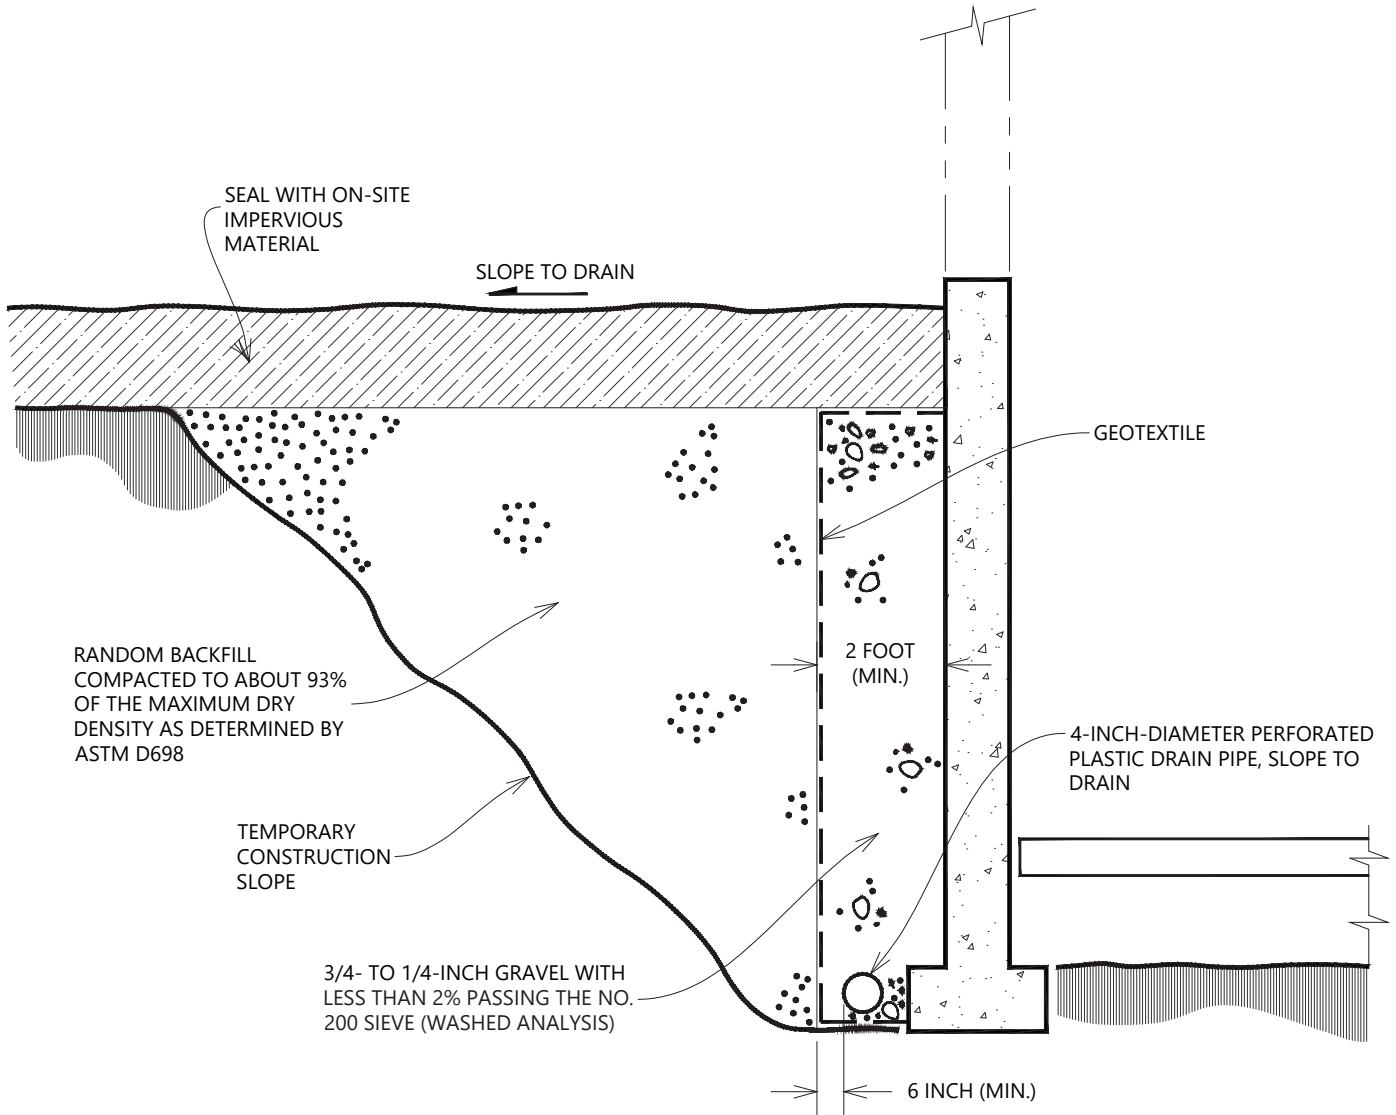 SEAL WITH ON-SITE
IMPERVIOUS
MATERIAL
SLOPE TO DRAIN
GEOTEXTILE
2 FOOT
(MIN.)
RANDOM BACKFILL
COMPACTED TO ABOUT 93%
OF THE MAXIMUM DRY
DENSITY AS DETERMINED BY
ASTM D698
4-INCH-DIAMETER PERFORATED
PLASTIC DRAIN PIPE, SLOPE TO
DRAIN
TEMPORARY
CONSTRUCTION
SLOPE
3/4- TO 1/4-INCH GRAVEL WITH
LESS THAN 2% PASSING THE NO.
200 SIEVE (WASHED ANALYSIS)
6 INCH (MIN.)